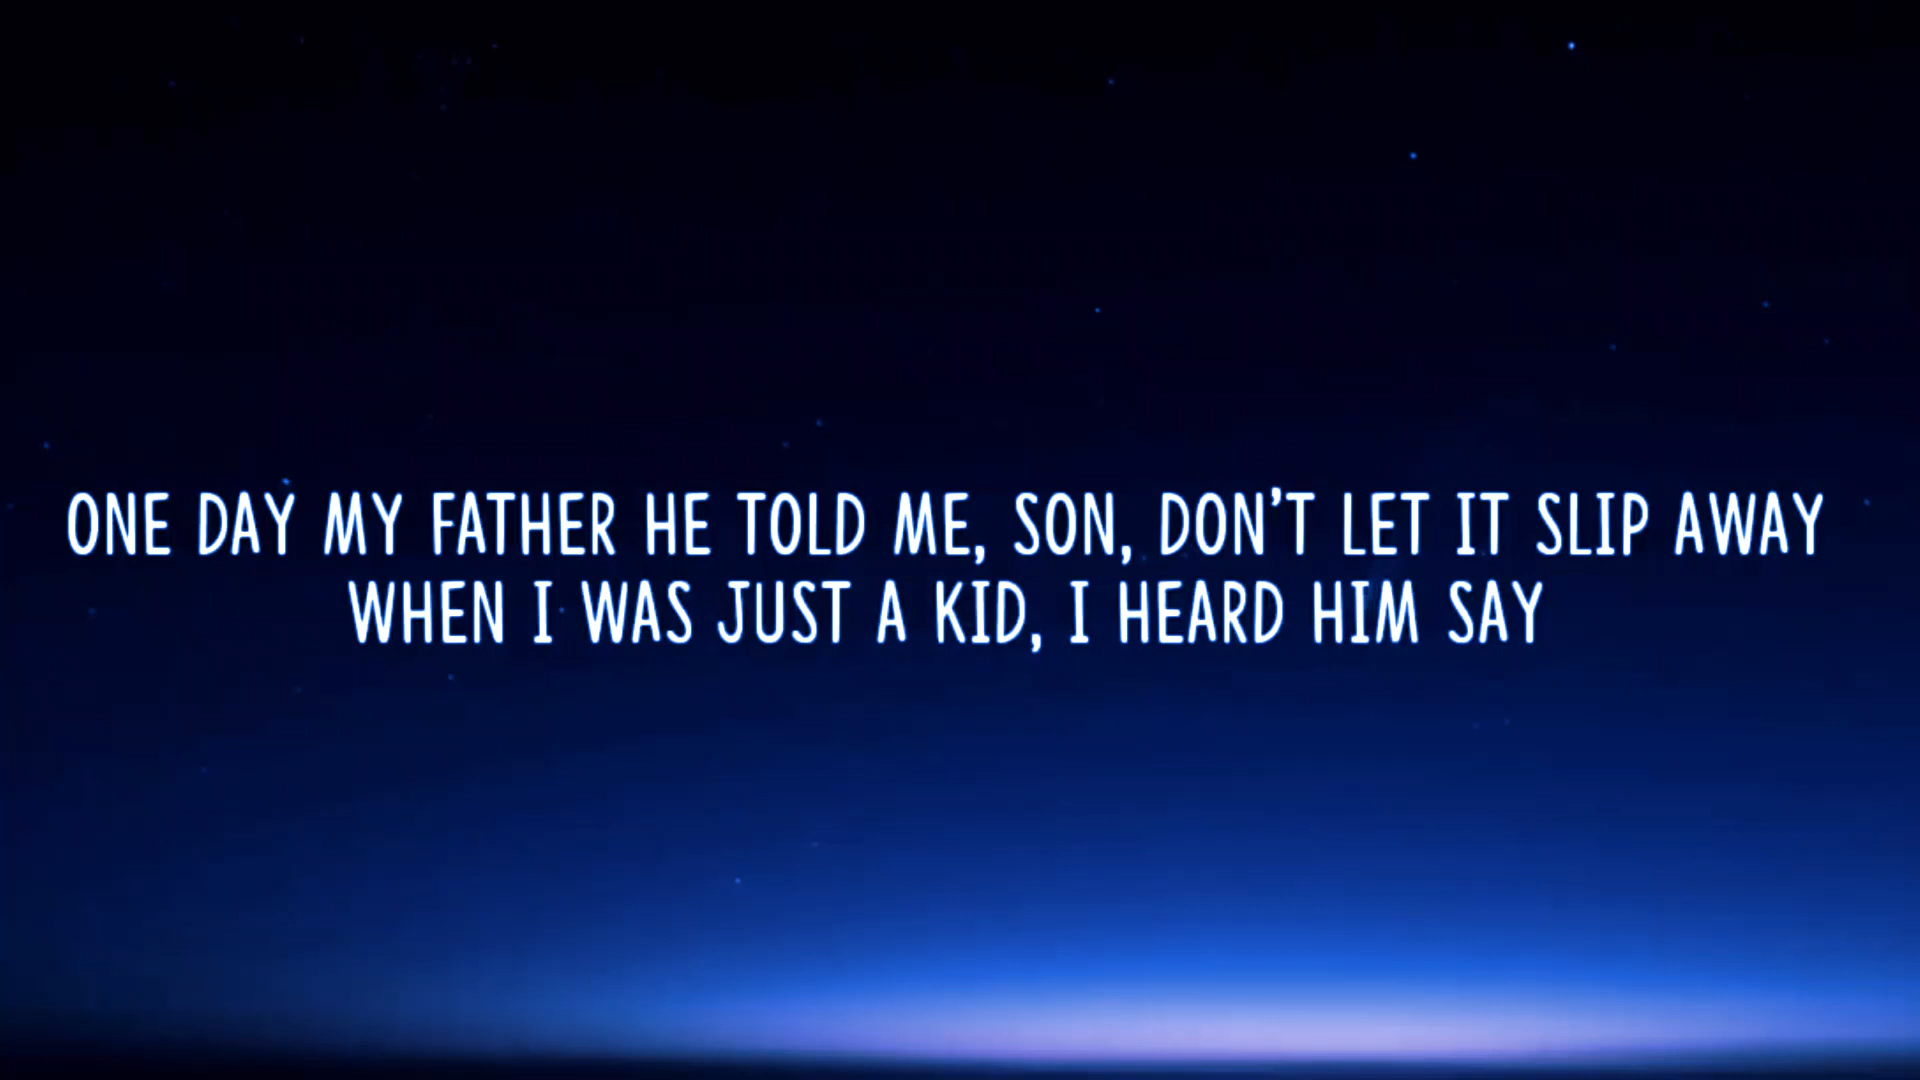 ONE DAY MY FATHER HE TOLD ME, SON, DON'T LET IT SLIP AWAY
WHEN I WAS JUST A KID, I HEARD HIM SAY